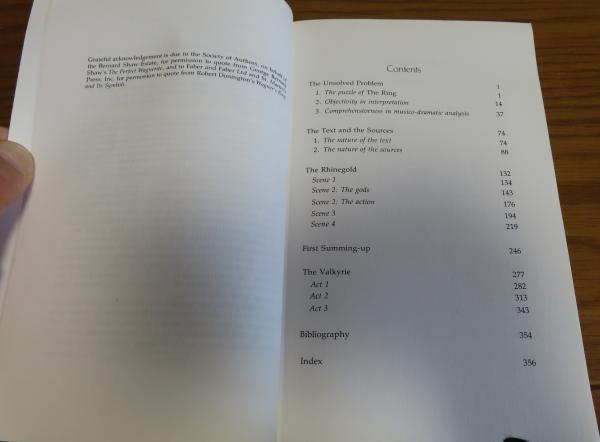 Grateful acknowledgement is due to the Society of Authors, on behalf of
the Bernard Shaw Estate, for permission to quote from George Bernard
Shaw's The Perfect Wagnerite, and to Faber and Faber Ltd and St. Martin's
Press, Inc. for permission to quote from Robert Donington's Wagner's 'Ring'
and Its Symbols.
Contents
The Unsolved Problem 1
1. The puzzle of The Ring 1
2. Objectivity in interpretation 14
3. Comprehensiveness in musico-dramatic analysis 37
The Text and the Sources 74
1. The nature of the text 74
2. The nature of the sources 88
The Rhinegold 132
Scene 1 134
Scene 2: The gods 143
Scene 2: The action 176
Scene 3 194
Scene 4 219
First Summing-up 246
The Valkyrie 277
Act 1 282
Act 2 313
Act 3 343
Bibliography 354
Index 356